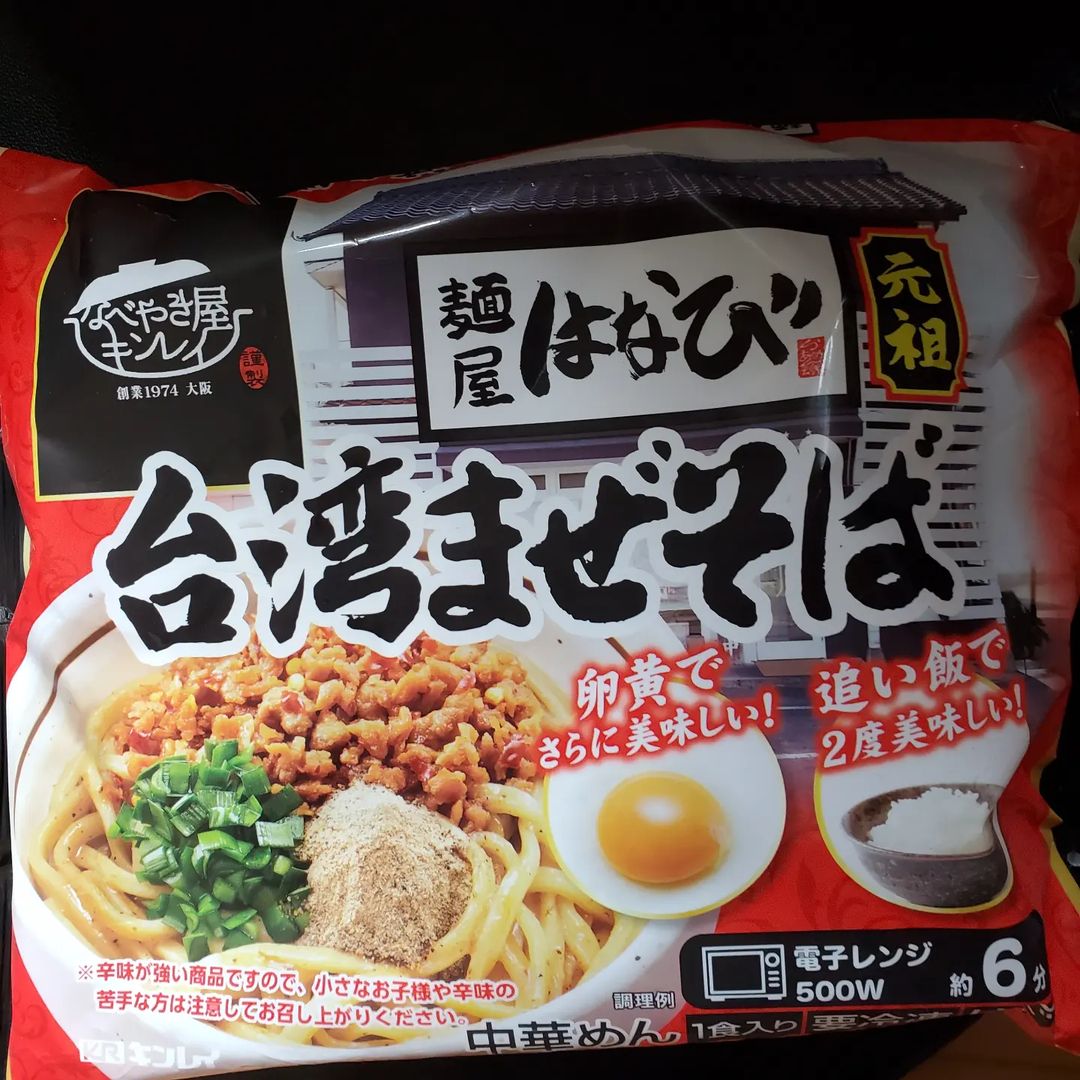 なべやき屋
キンレイ
謹製
創業1974 大阪
麺屋はなび
元祖
台湾まぜそば
卵黄で
さらに美味しい!
追い飯で
2度美味しい!
※辛味が強い商品ですので、小さなお子様や辛味の
苦手な方は注意してお召し上がりください。
調理例
電子レンジ
500W
約6分
キンレイ
中華めん 1食入り 要冷凍